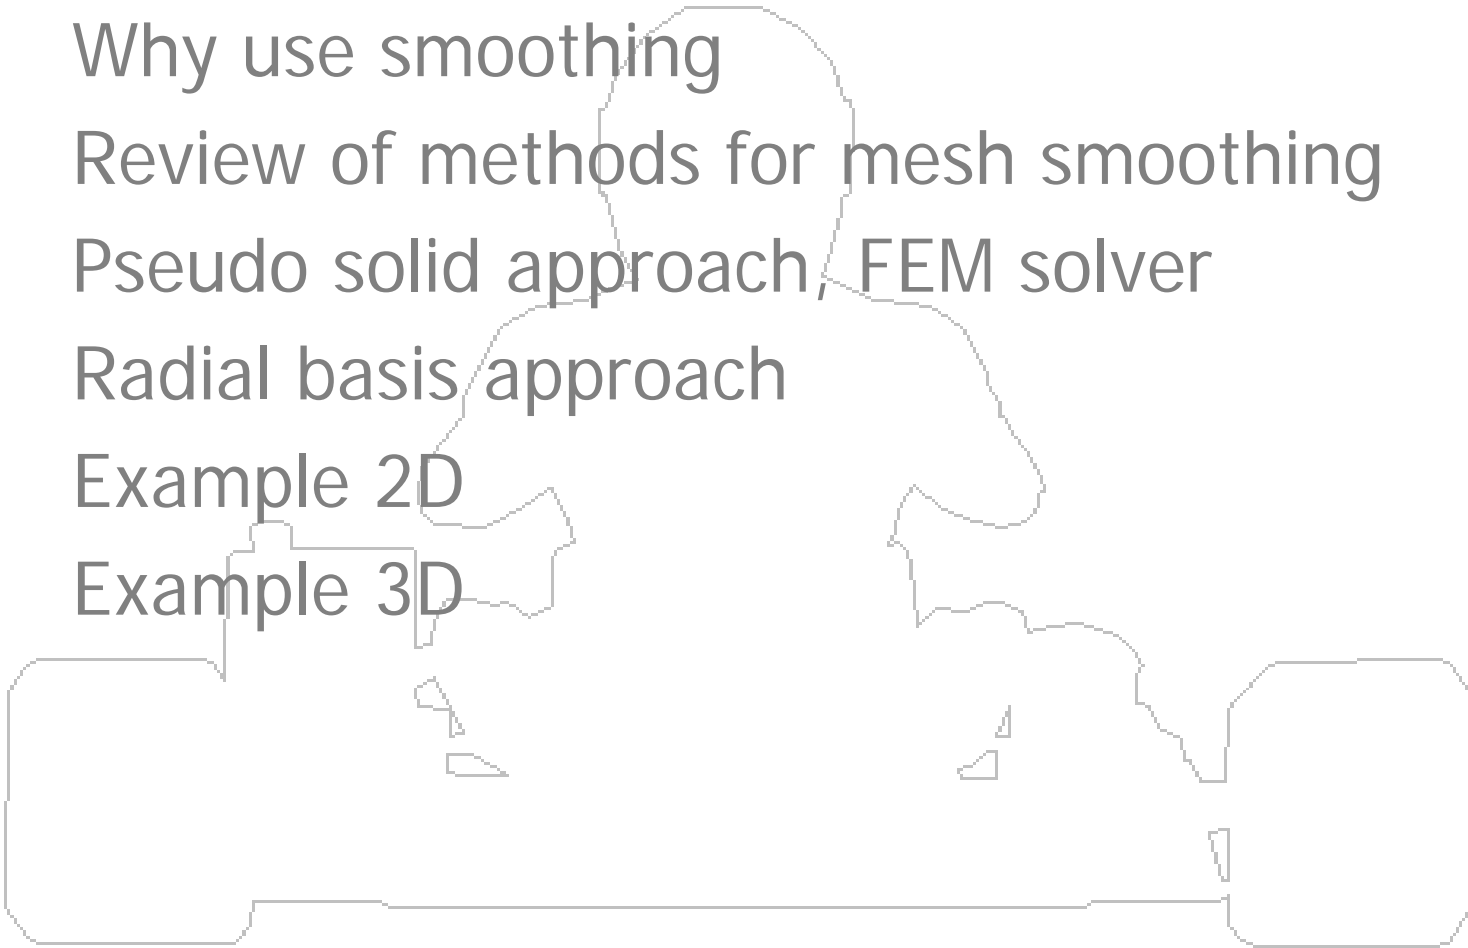 Why use smoothing
Review of methods for mesh smoothing
Pseudo solid approach, FEM solver
Radial basis approach
Example 2D
Example 3D